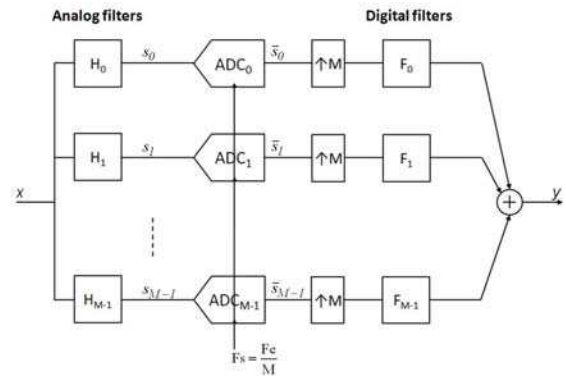 Analog filters Digital filters
H0 s0 ADC0 s̄0 ↑M F0
H1 s1 ADC1 s̄1 ↑M F1
x + y
HM-1 sM-1 ADCM-1 s̄M-1 ↑M FM-1
Fs = Fe/M